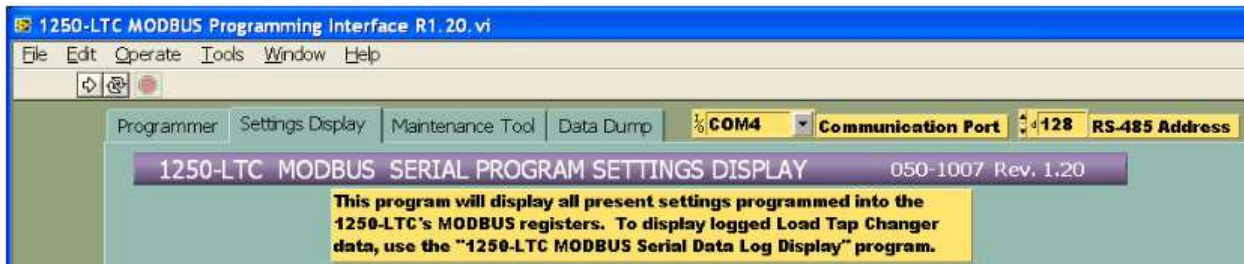 1250-LTC MODBUS Programming Interface R1.20.vi
File Edit Operate Tools Window Help
Programmer Settings Display Maintenance Tool Data Dump I/O COM4 Communication Port d 128 RS-485 Address
1250-LTC MODBUS SERIAL PROGRAM SETTINGS DISPLAY 050-1007 Rev. 1.20
This program will display all present settings programmed into the
1250-LTC's MODBUS registers. To display logged Load Tap Changer
data, use the "1250-LTC MODBUS Serial Data Log Display" program.